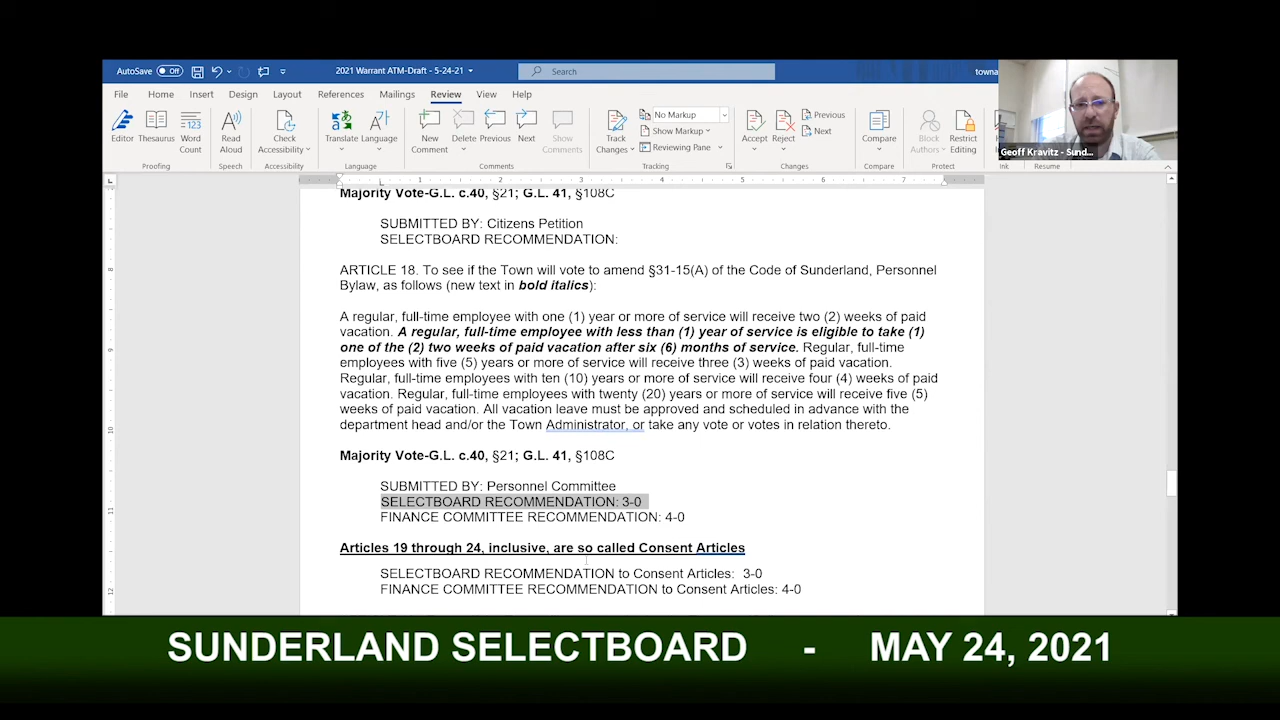 AutoSave Off 2021 Warrant ATM-Draft - 5-24-21 Search towna
File Home Insert Design Layout References Mailings Review View Help
Editor Thesaurus Word Count Read Aloud Check Accessibility Translate Language New Comment Delete Previous Next Show Comments Track Changes No Markup Show Markup Reviewing Pane Accept Reject Previous Next Compare Block Authors Restrict Editing
Geoff Kravitz - Sund...
Proofing Speech Accessibility Language Comments Tracking Changes Compare Protect Resume
1 2 3 4 5 6 7
Majority Vote-G.L. c.40, §21; G.L. 41, §108C
SUBMITTED BY: Citizens Petition
SELECTBOARD RECOMMENDATION:
ARTICLE 18. To see if the Town will vote to amend §31-15(A) of the Code of Sunderland, Personnel
Bylaw, as follows (new text in bold italics):
A regular, full-time employee with one (1) year or more of service will receive two (2) weeks of paid
vacation. A regular, full-time employee with less than (1) year of service is eligible to take (1)
one of the (2) two weeks of paid vacation after six (6) months of service. Regular, full-time
employees with five (5) years or more of service will receive three (3) weeks of paid vacation.
Regular, full-time employees with ten (10) years or more of service will receive four (4) weeks of paid
vacation. Regular, full-time employees with twenty (20) years or more of service will receive five (5)
weeks of paid vacation. All vacation leave must be approved and scheduled in advance with the
department head and/or the Town Administrator, or take any vote or votes in relation thereto.
Majority Vote-G.L. c.40, §21; G.L. 41, §108C
SUBMITTED BY: Personnel Committee
SELECTBOARD RECOMMENDATION: 3-0
FINANCE COMMITTEE RECOMMENDATION: 4-0
Articles 19 through 24, inclusive, are so called Consent Articles
SELECTBOARD RECOMMENDATION to Consent Articles: 3-0
FINANCE COMMITTEE RECOMMENDATION to Consent Articles: 4-0
SUNDERLAND SELECTBOARD - MAY 24, 2021